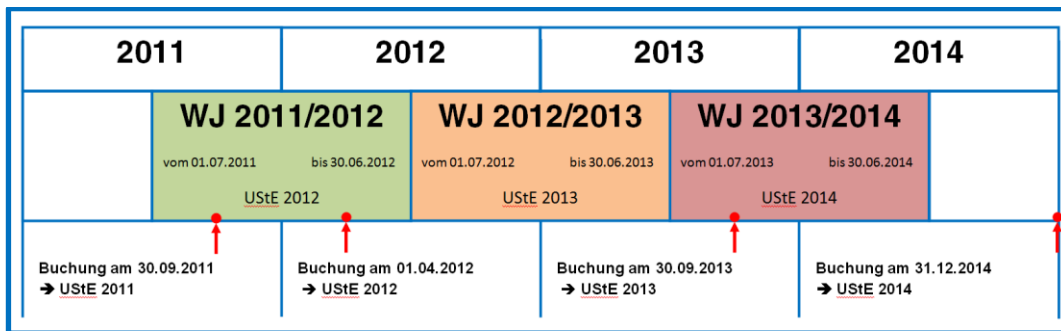 2011 2012 2013 2014
WJ 2011/2012 WJ 2012/2013 WJ 2013/2014
vom 01.07.2011 bis 30.06.2012 vom 01.07.2012 bis 30.06.2013 vom 01.07.2013 bis 30.06.2014
UStE 2012 UStE 2013 UStE 2014
Buchung am 30.09.2011 Buchung am 01.04.2012 Buchung am 30.09.2013 Buchung am 31.12.2014
➔ UStE 2011 ➔ UStE 2012 ➔ UStE 2013 ➔ UStE 2014